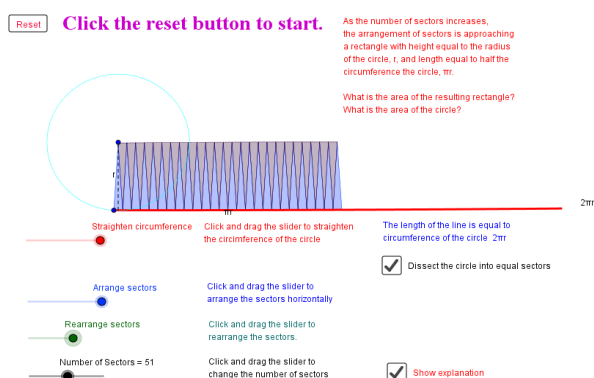 Reset
Click the reset button to start.
As the number of sectors increases,
the arrangement of sectors is approaching
a rectangle with height equal to the radius
of the circle, r, and length equal to half the
circumference the circle, πr.
What is the area of the resulting rectangle?
What is the area of the circle?
r
πr
2πr
Straighten circumference
Click and drag the slider to straighten
the circimference of the circle
The length of the line is equal to
circumference of the circle 2πr
Dissect the circle into equal sectors
Arrange sectors
Click and drag the slider to
arrange the sectors horizontally
Rearrange sectors
Click and drag the slider to
rearrange the sectors.
Number of Sectors = 51
Click and drag the slider to
change the number of sectors
Show explanation